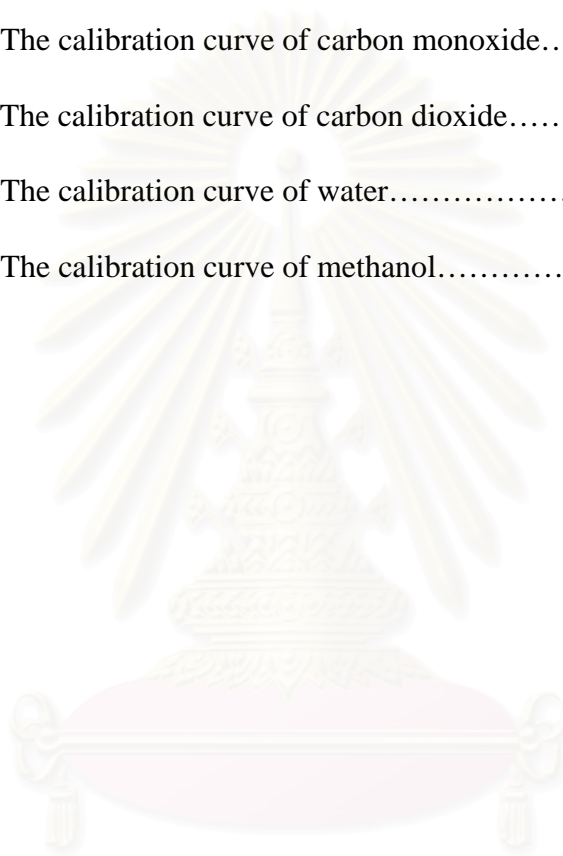 The calibration curve of carbon monoxide…
The calibration curve of carbon dioxide……
The calibration curve of water………………
The calibration curve of methanol…………